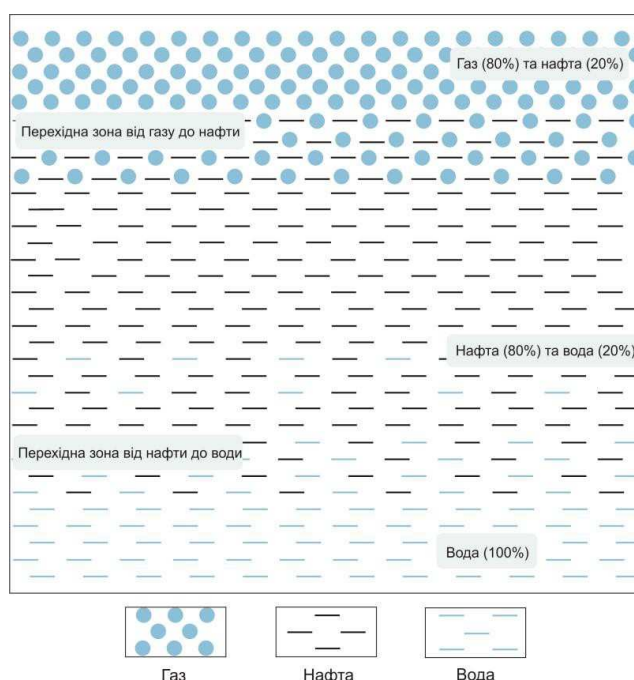 Газ (80%) та нафта (20%)
Перехідна зона від газу до нафти
Нафта (80%) та вода (20%)
Перехідна зона від нафти до води
Вода (100%)
Газ
Нафта
Вода